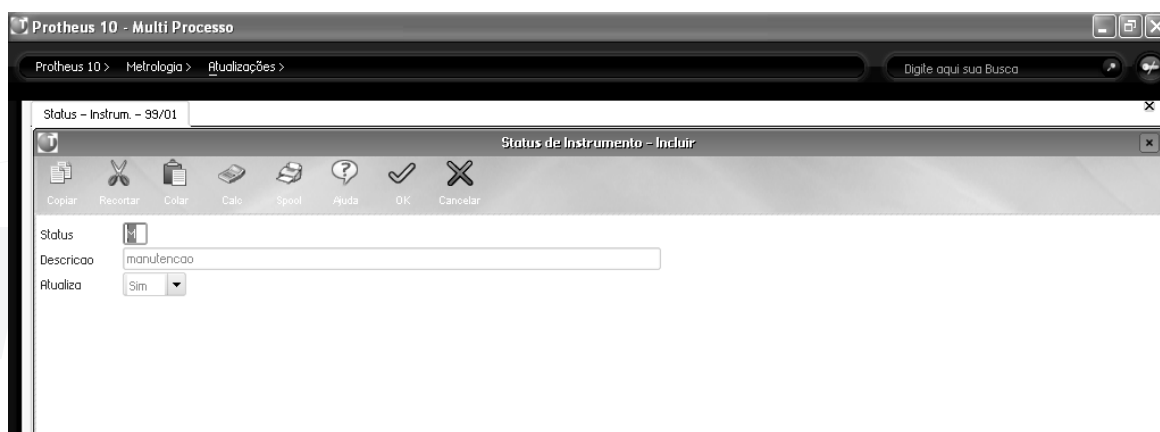 Protheus 10 - Multi Processo
Protheus 10 > Metrologia > Atualizações >
Digite aqui sua Busca
Status - Instrum. - 99/01
Status de Instrumento - Incluir
Copiar Recortar Colar Calc Spool Ajuda OK Cancelar
Status M
Descricao manutencao
Atualiza Sim